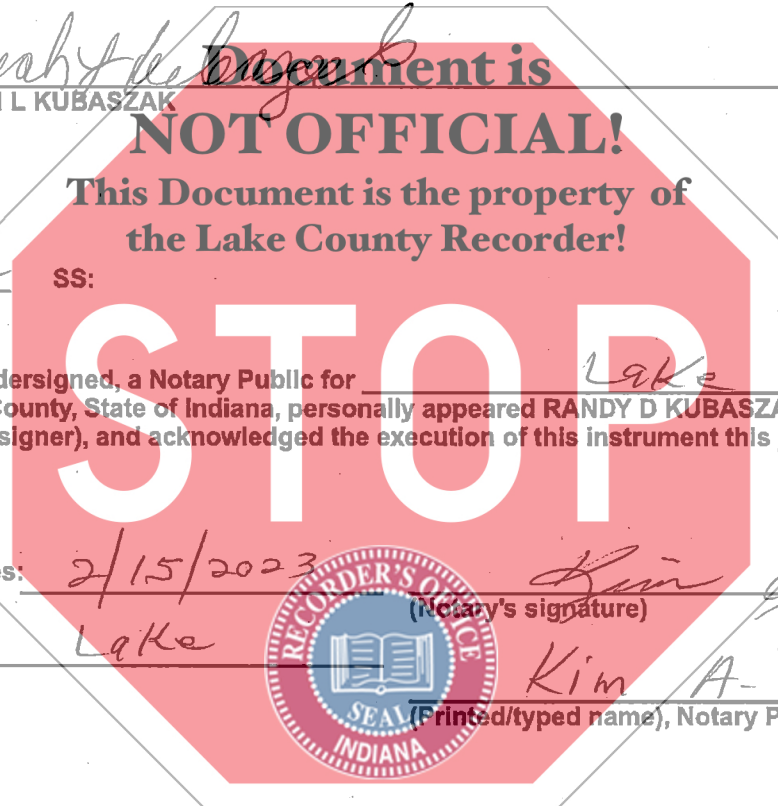 Document is
L KUBASZAK
NOT OFFICIAL!
This Document is the property of
the Lake County Recorder!
SS:
STOP
dersigned, a Notary Public for Lake
County, State of Indiana, personally appeared RANDY D KUBASZA
signer), and acknowledged the execution of this instrument this
es: 2/15/2023 Kim
(Notary's signature)
Lake
Kim A-
(Printed/typed name), Notary P
RECORDER'S OFFICE
SEAL
INDIANA